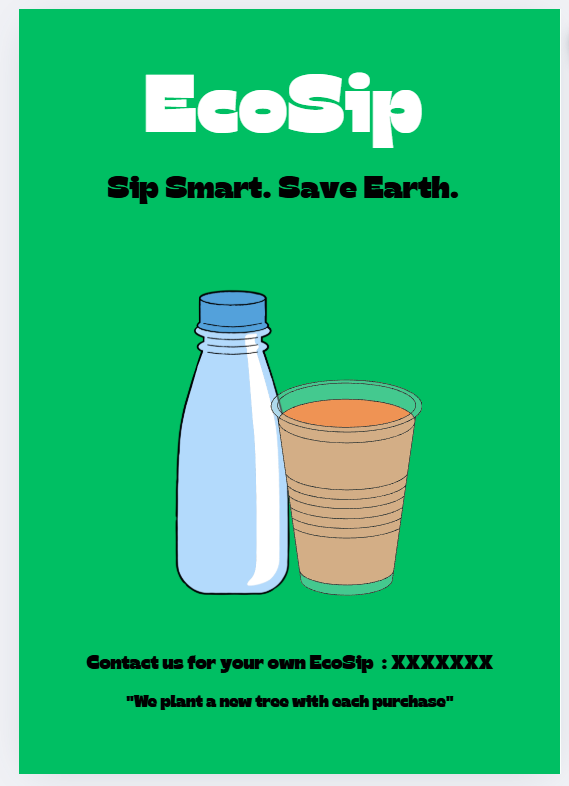 EcoSip
Sip Smart. Save Earth.
Contact us for your own EcoSip : XXXXXXX
"We plant a new tree with each purchase"